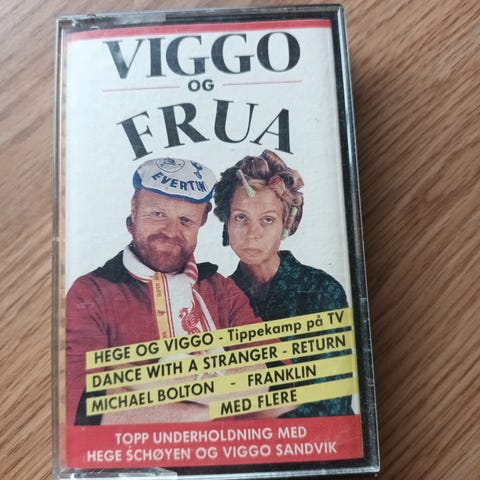 VIGGO
OG
FRUA
EVERTON
HEGE OG VIGGO - Tippekamp på TV
DANCE WITH A STRANGER - RETURN
MICHAEL BOLTON - FRANKLIN
MED FLERE
TOPP UNDERHOLDNING MED
HEGE SCHØYEN OG VIGGO SANDVIK